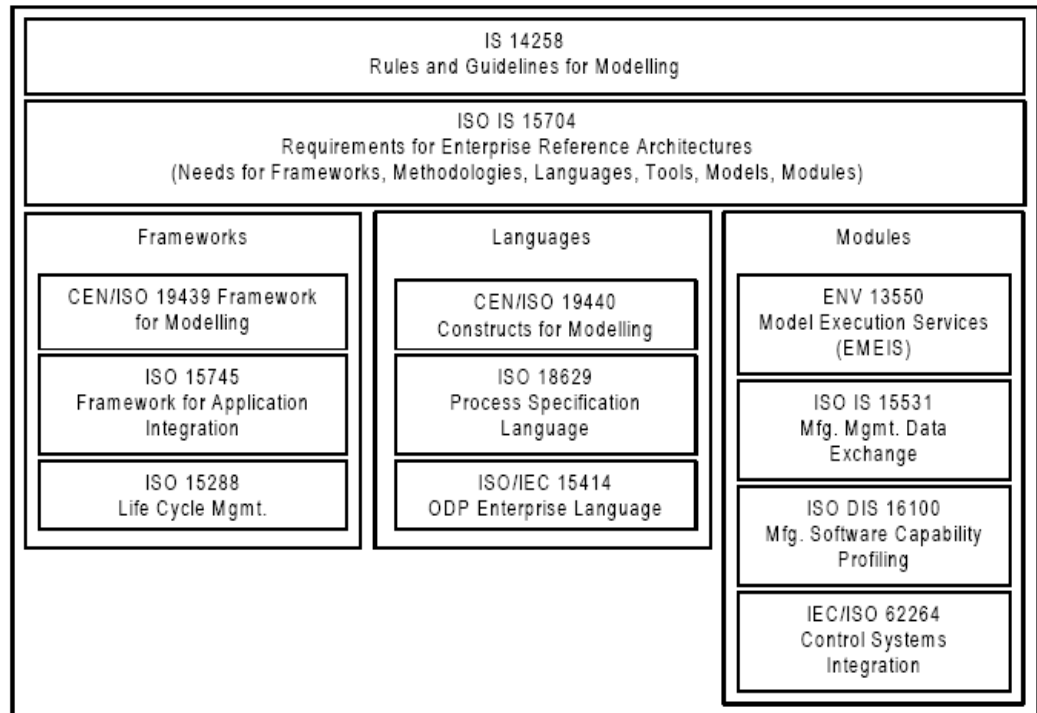 IS 14258
Rules and Guidelines for Modelling
ISO IS 15704
Requirements for Enterprise Reference Architectures
(Needs for Frameworks, Methodologies, Languages, Tools, Models, Modules)
Frameworks
CEN/ISO 19439 Framework
for Modelling
ISO 15745
Framework for Application
Integration
ISO 15288
Life Cycle Mgmt.
Languages
CEN/ISO 19440
Constructs for Modelling
ISO 18629
Process Specification
Language
ISO/IEC 15414
ODP Enterprise Language
Modules
ENV 13550
Model Execution Services
(EMEIS)
ISO IS 15531
Mfg. Mgmt. Data
Exchange
ISO DIS 16100
Mfg. Software Capability
Profiling
IEC/ISO 62264
Control Systems
Integration